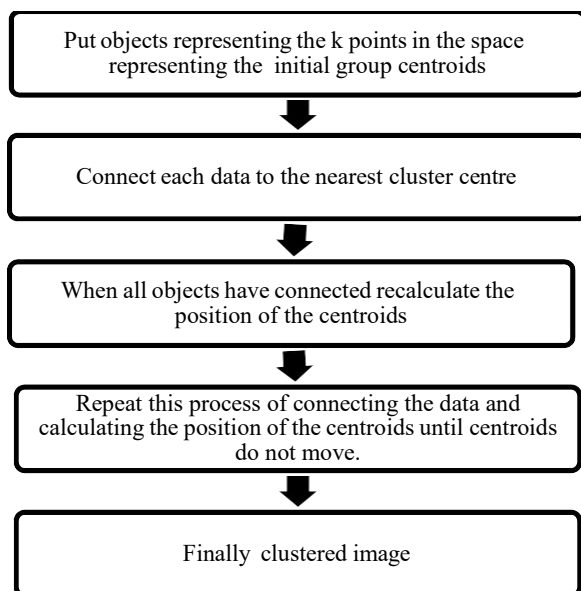 Put objects representing the k points in the space
representing the initial group centroids
Connect each data to the nearest cluster centre
When all objects have connected recalculate the
position of the centroids
Repeat this process of connecting the data and
calculating the position of the centroids until centroids
do not move.
Finally clustered image